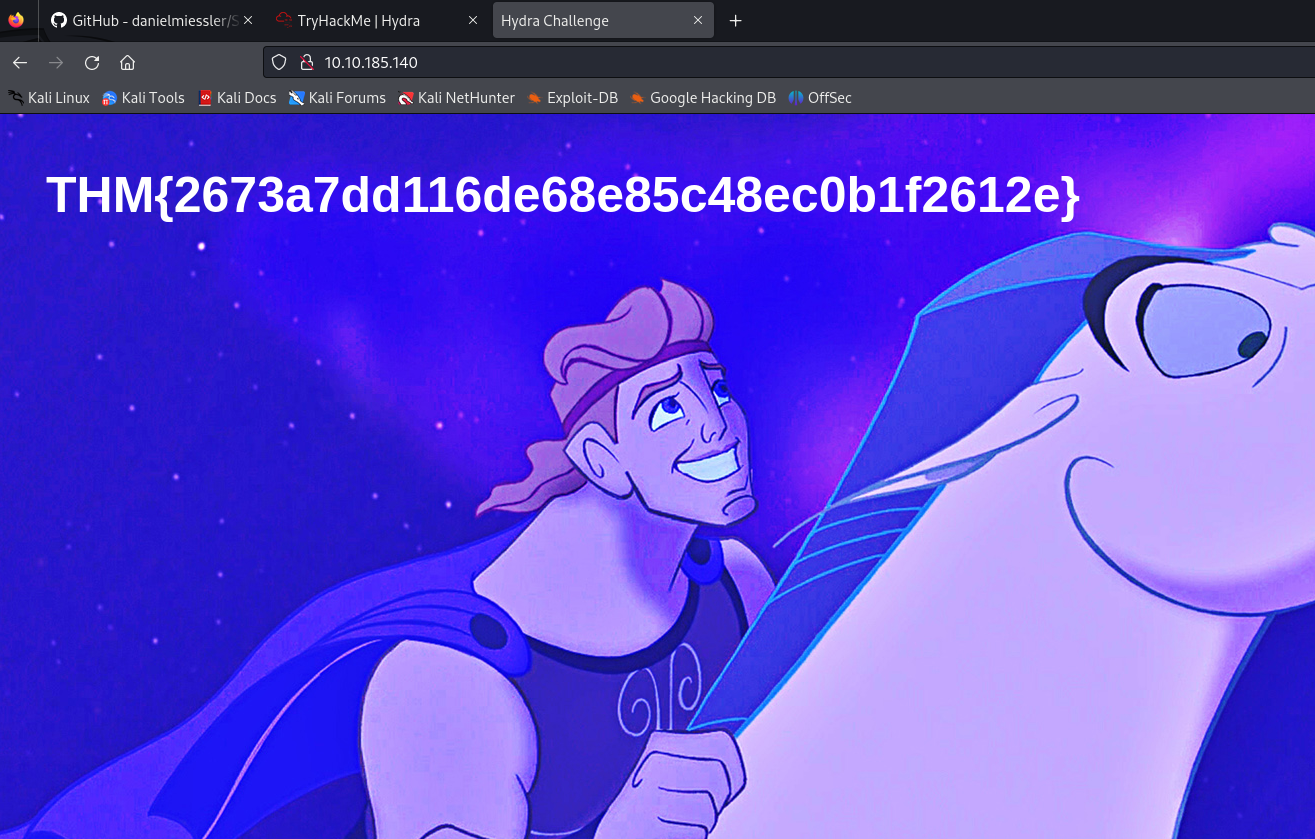 GitHub - danielmiessler/S
TryHackMe | Hydra
Hydra Challenge
10.10.185.140
Kali Linux
Kali Tools
Kali Docs
Kali Forums
Kali NetHunter
Exploit-DB
Google Hacking DB
OffSec
THM{2673a7dd116de68e85c48ec0b1f2612e}